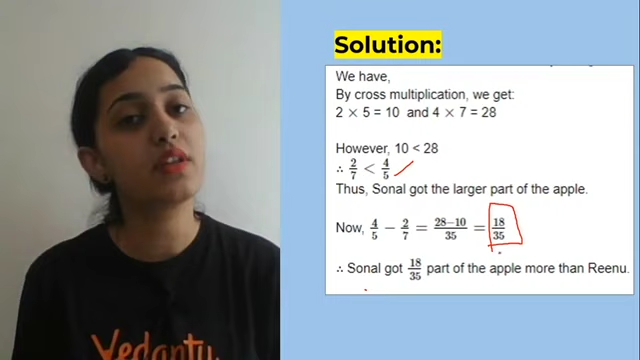 Solution:
We have,
By cross multiplication, we get:
2 × 5 = 10 and 4 × 7 = 28
However, 10 < 28
∴ 2/7 < 4/5
Thus, Sonal got the larger part of the apple.
Now, 4/5 − 2/7 = 28−10/35 = 18/35
∴ Sonal got 18/35 part of the apple more than Reenu.
Vedantu